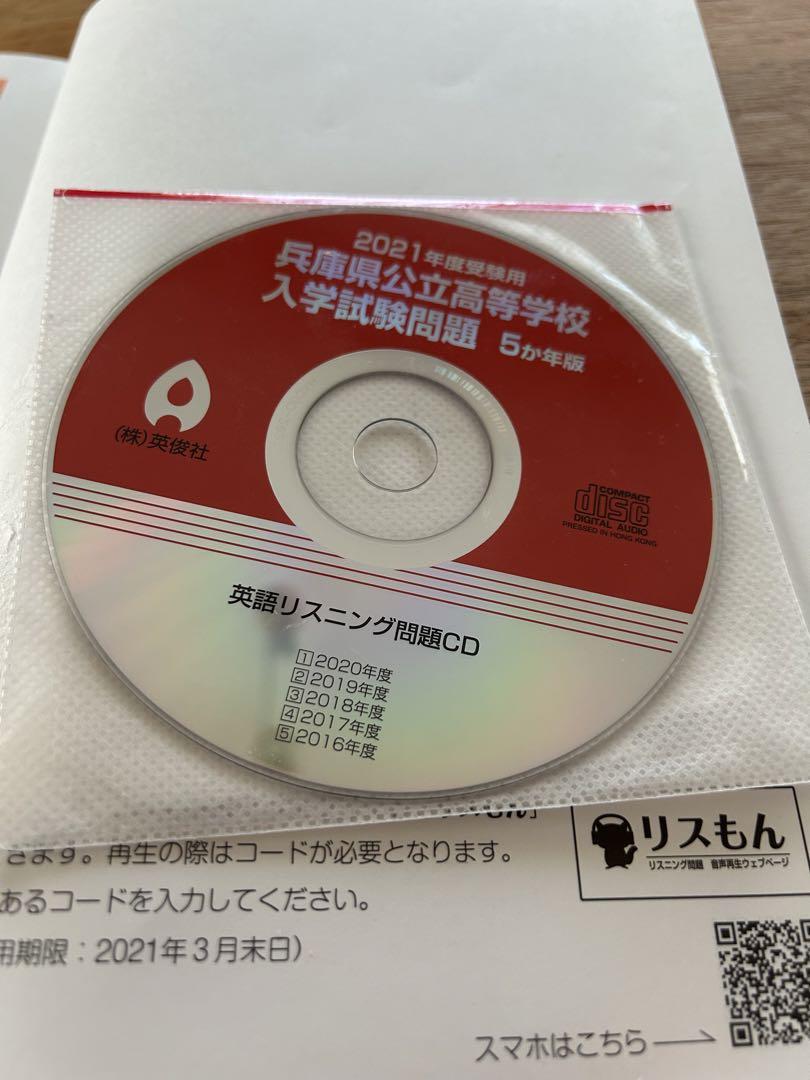 2021年度受験用
兵庫県公立高等学校
入学試験問題 5か年版
(株)英俊社
COMPACT
disc
DIGITAL AUDIO
PRESSED IN HONG KONG
英語リスニング問題CD
1 2020年度
2 2019年度
3 2018年度
4 2017年度
5 2016年度
きます。再生の際はコードが必要となります。
あるコードを入力してください。
用期限：2021年3月末日)
リスもん
リスニング問題 音声再生ウェブページ
スマホはこちら